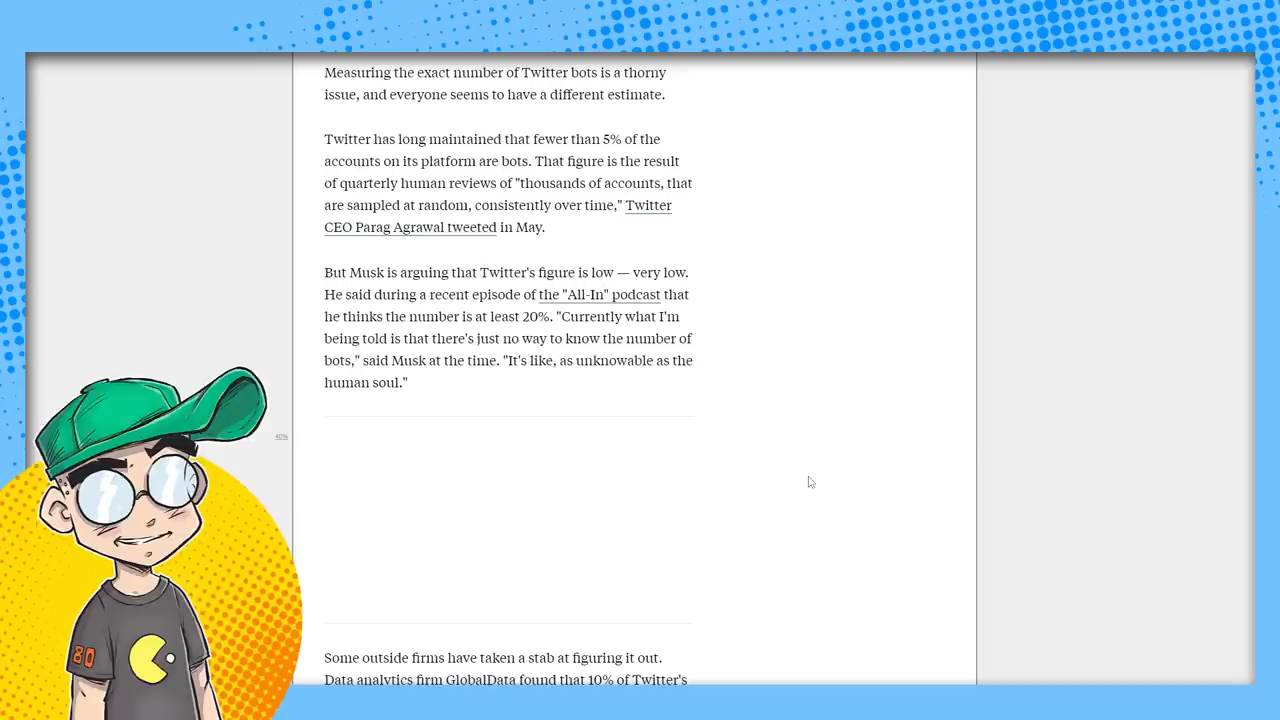 Measuring the exact number of Twitter bots is a thorny
issue, and everyone seems to have a different estimate.
Twitter has long maintained that fewer than 5% of the
accounts on its platform are bots. That figure is the result
of quarterly human reviews of "thousands of accounts, that
are sampled at random, consistently over time," Twitter
CEO Parag Agrawal tweeted in May.
But Musk is arguing that Twitter's figure is low — very low.
He said during a recent episode of the "All-In" podcast that
he thinks the number is at least 20%. "Currently what I'm
being told is that there's just no way to know the number of
bots," said Musk at the time. "It's like, as unknowable as the
human soul."
40%
80
Some outside firms have taken a stab at figuring it out.
Data analytics firm GlobalData found that 10% of Twitter's